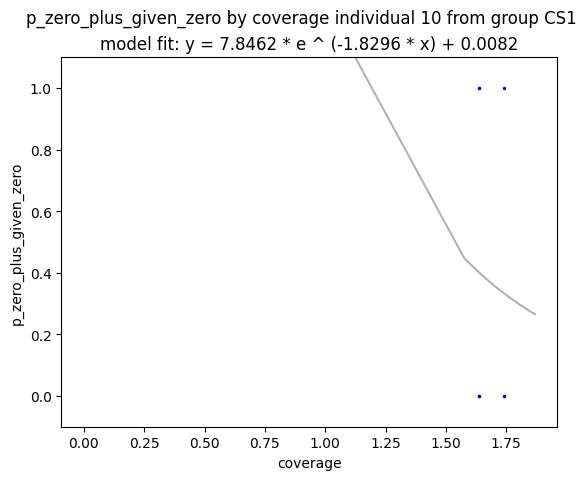 p_zero_plus_given_zero by coverage individual 10 from group CS1
model fit: y = 7.8462 * e ^ (-1.8296 * x) + 0.0082
1.0
0.8
0.6
0.4
0.2
0.0
p_zero_plus_given_zero
0.00 0.25 0.50 0.75 1.00 1.25 1.50 1.75
coverage